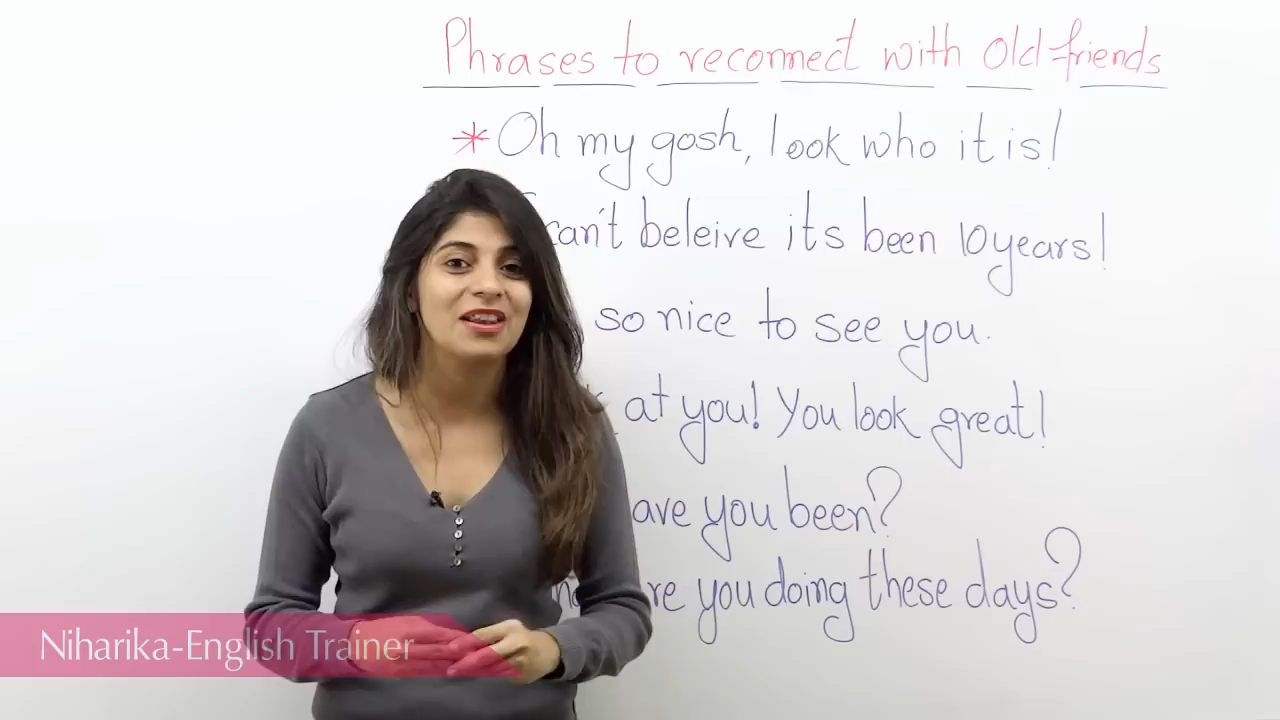 Phrases to reconnect with Old friends
* Oh my gosh, look who it is!
can't beleive its been 10 years!
so nice to see you.
at you! You look great!
you been?
you doing these days?
Niharika-English Trainer